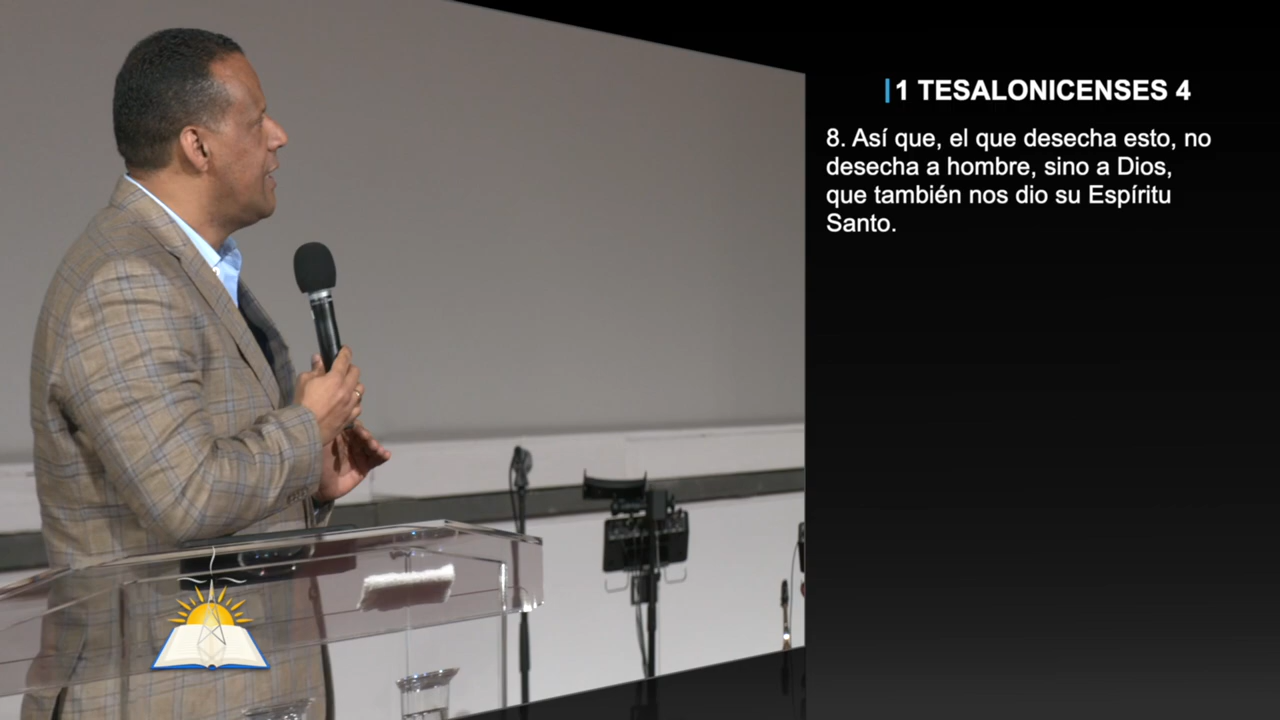 1 TESALONICENSES 4
8. Así que, el que desecha esto, no
desecha a hombre, sino a Dios,
que también nos dio su Espíritu
Santo.